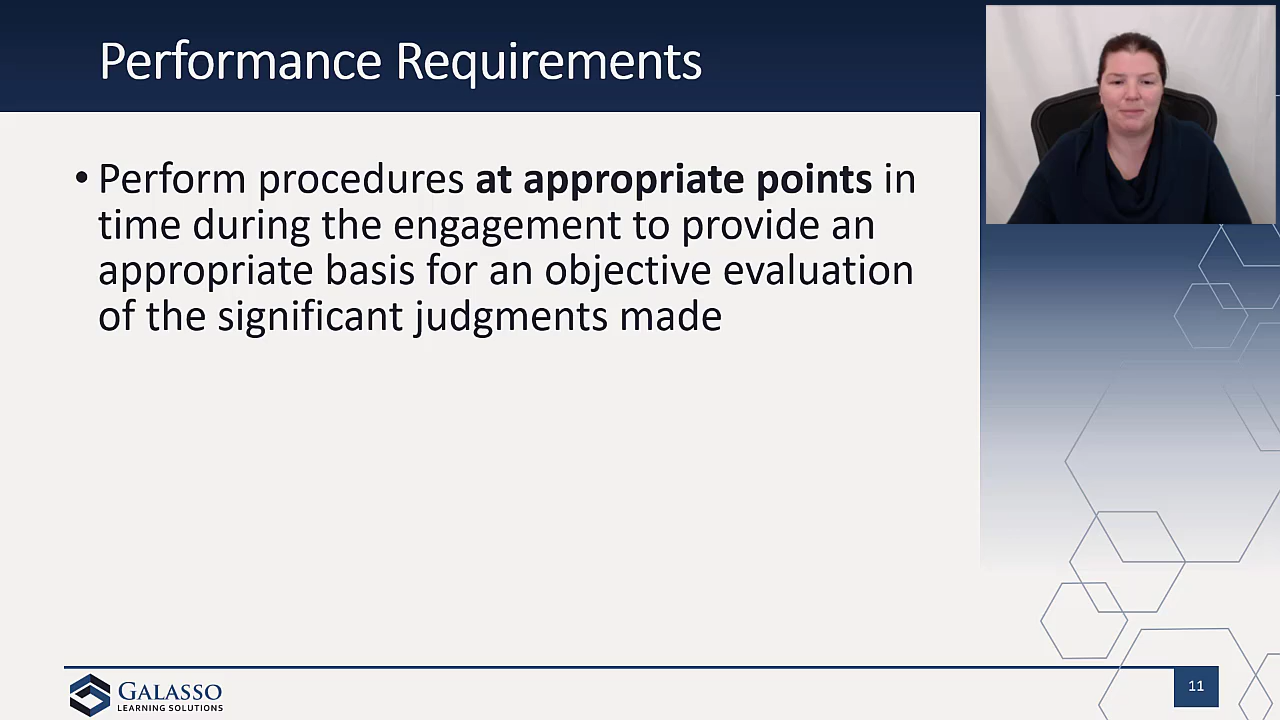 Performance Requirements
• Perform procedures at appropriate points in
time during the engagement to provide an
appropriate basis for an objective evaluation
of the significant judgments made
GALASSO
LEARNING SOLUTIONS
11